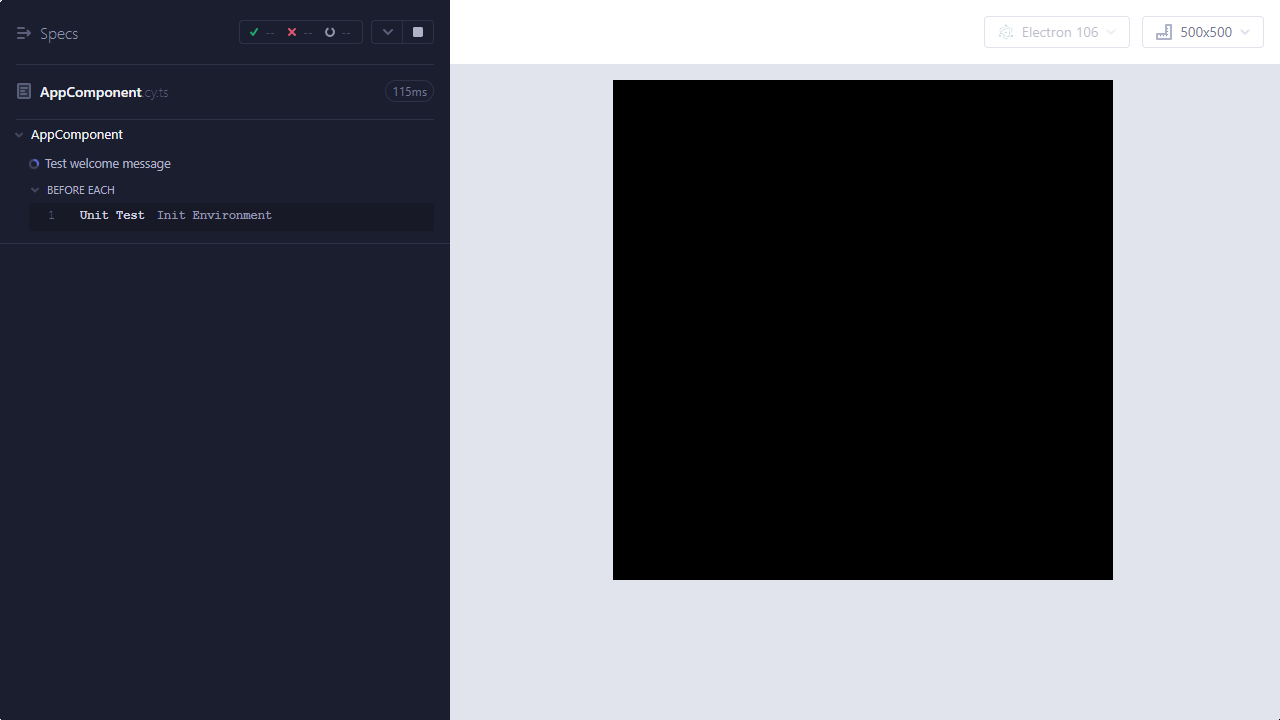 Specs
--
--
--
Electron 106
500x500
AppComponent.cy.ts
115ms
AppComponent
Test welcome message
BEFORE EACH
1 Unit Test Init Environment